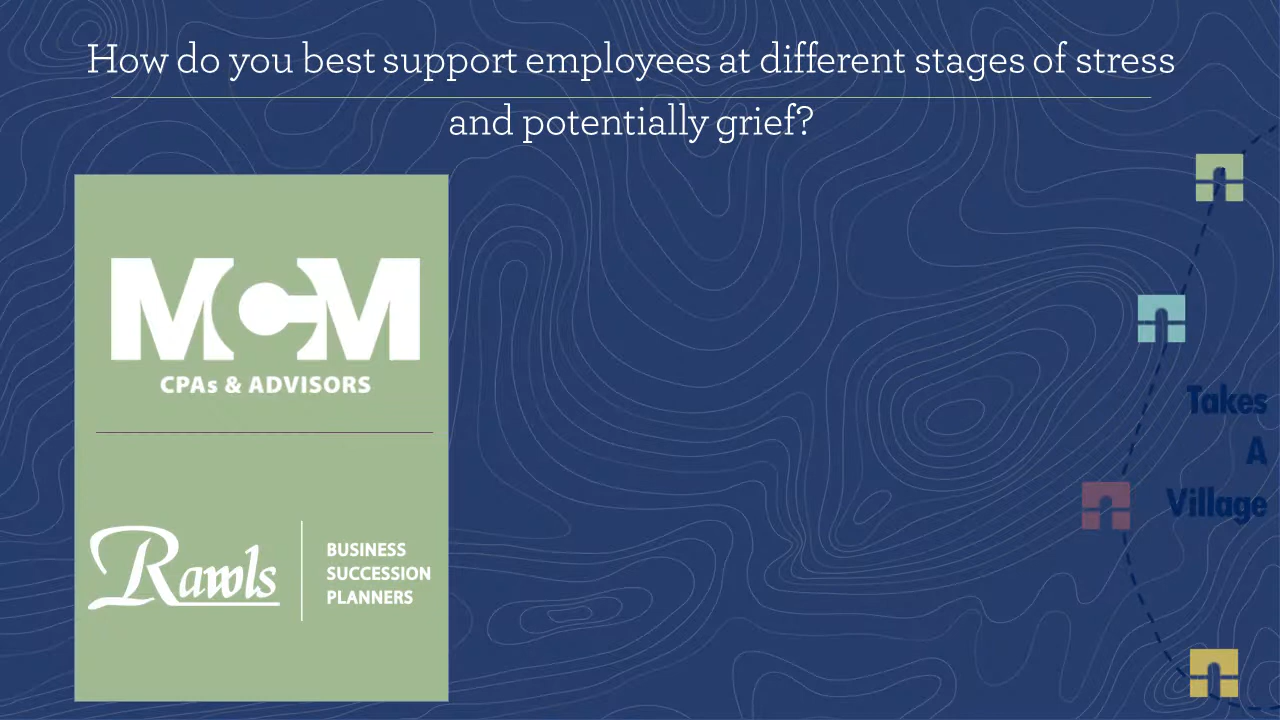 How do you best support employees at different stages of stress
and potentially grief?
MCM
CPAs & ADVISORS
Rawls
BUSINESS
SUCCESSION
PLANNERS
Takes
A
Village